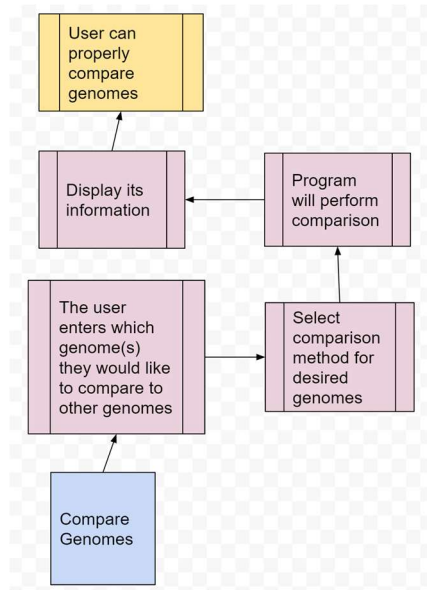 User can
properly
compare
genomes
Display its
information
Program
will perform
comparison
The user
enters which
genome(s)
they would like
to compare to
other genomes
Select
comparison
method for
desired
genomes
Compare
Genomes